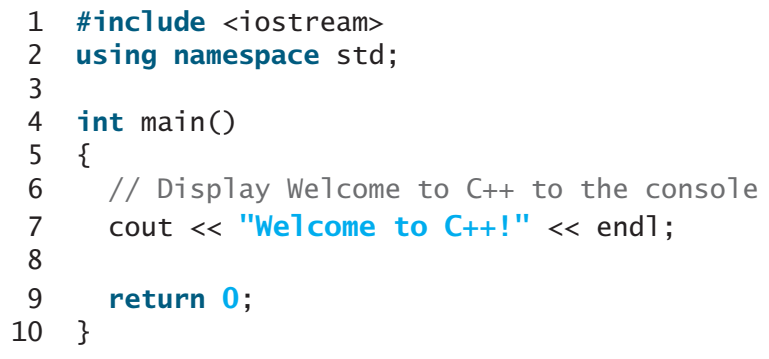 1 #include <iostream>
2 using namespace std;
3
4 int main()
5 {
6 // Display Welcome to C++ to the console
7 cout << "Welcome to C++!" << endl;
8
9 return 0;
10 }